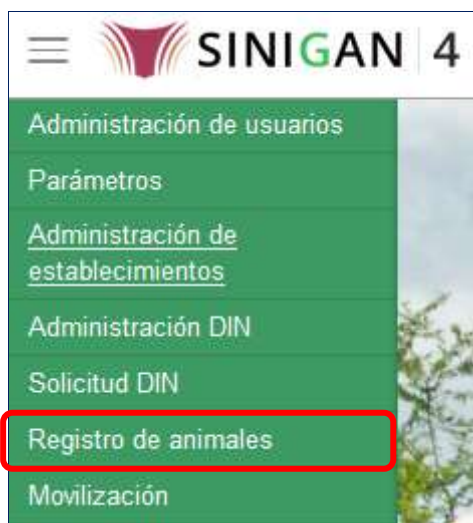 SINIGAN 4
Administración de usuarios
Parámetros
Administración de
establecimientos
Administración DIN
Solicitud DIN
Registro de animales
Movilización